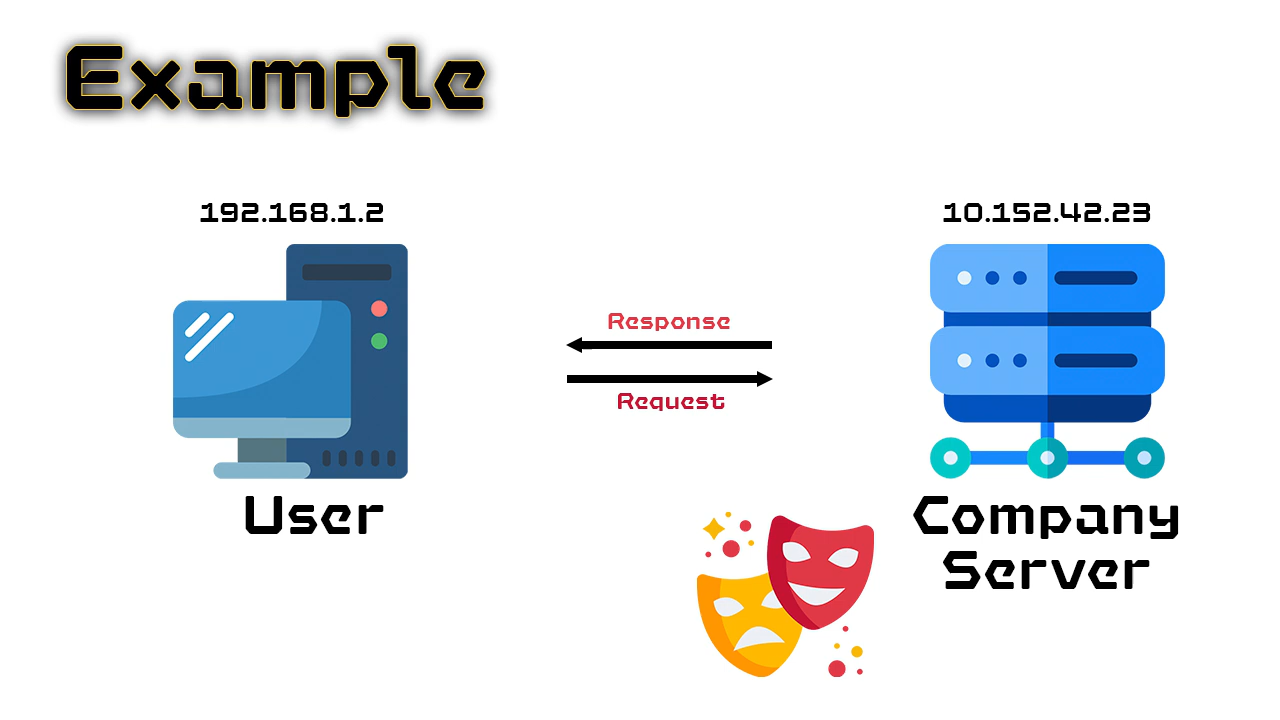 Example
192.168.1.2
10.152.42.23
Response
Request
User
Company
Server